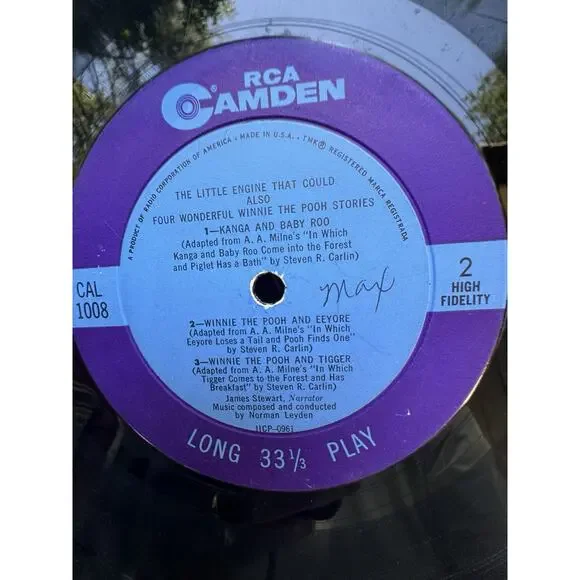 RCA
CAMDEN
®
A PRODUCT OF RADIO CORPORATION OF AMERICA • MADE IN U.S.A. • TMK® REGISTERED MARCA REGISTRADA
THE LITTLE ENGINE THAT COULD
ALSO
FOUR WONDERFUL WINNIE THE POOH STORIES
1—KANGA AND BABY ROO
(Adapted from A. A. Milne's "In Which
Kanga and Baby Roo Come into the Forest
and Piglet Has a Bath" by Steven R. Carlin)
CAL
1008
2
HIGH
FIDELITY
Max
2—WINNIE THE POOH AND EEYORE
(Adapted from A. A. Milne's "In Which
Eeyore Loses a Tail and Pooh Finds One"
by Steven R. Carlin)
3—WINNIE THE POOH AND TIGGER
(Adapted from A. A. Milne's "In Which
Tigger Comes to the Forest and Has
Breakfast" by Steven R. Carlin)
James Stewart, Narrator
Music composed and conducted
by Norman Leyden
11CP-0961
LONG 33⅓ PLAY